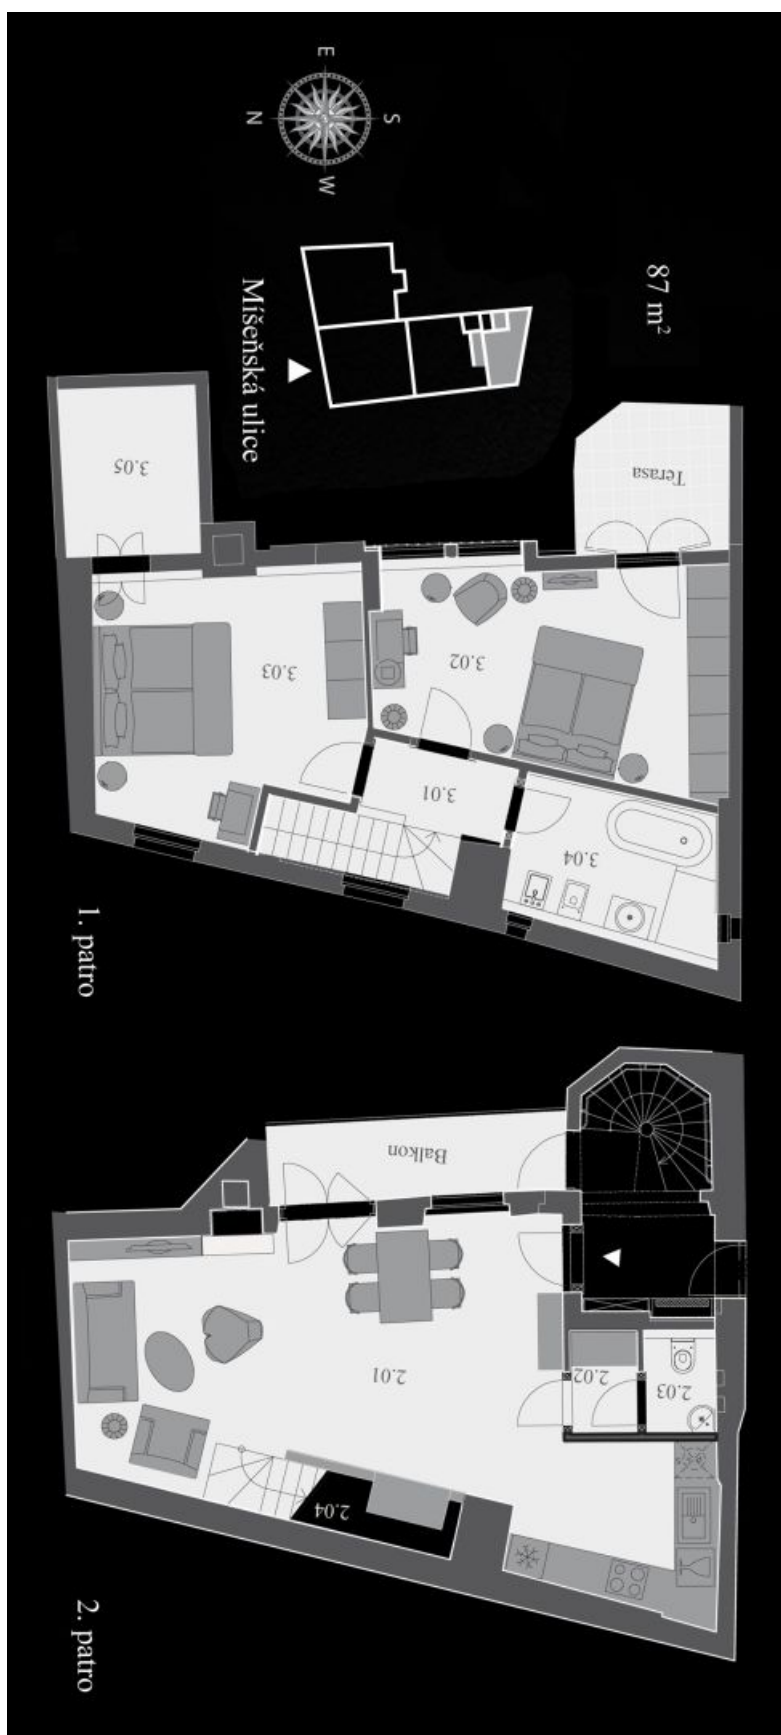 E
N
S
W
87 m²
Míšeňská ulice
3.05
Terasa
3.03
3.02
3.01
3.04
1. patro
Balkon
2.01
2.02
2.03
2.04
2. patro